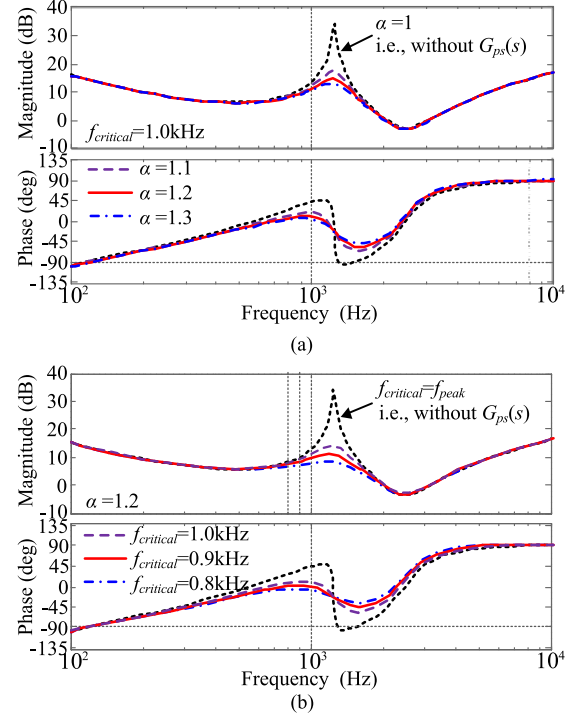 40
30
20
10
0
-10
Magnitude (dB)
α=1
i.e., without Gps(s)
fcritical=1.0kHz
135
90
45
0
-45
-90
-135
Phase (deg)
α=1.1
α=1.2
α=1.3
10²
10³
10⁴
Frequency (Hz)
(a)
40
30
20
10
0
-10
Magnitude (dB)
fcritical=fpeak
i.e., without Gps(s)
α=1.2
135
90
45
0
-45
-90
-135
Phase (deg)
fcritical=1.0kHz
fcritical=0.9kHz
fcritical=0.8kHz
10²
10³
10⁴
Frequency (Hz)
(b)